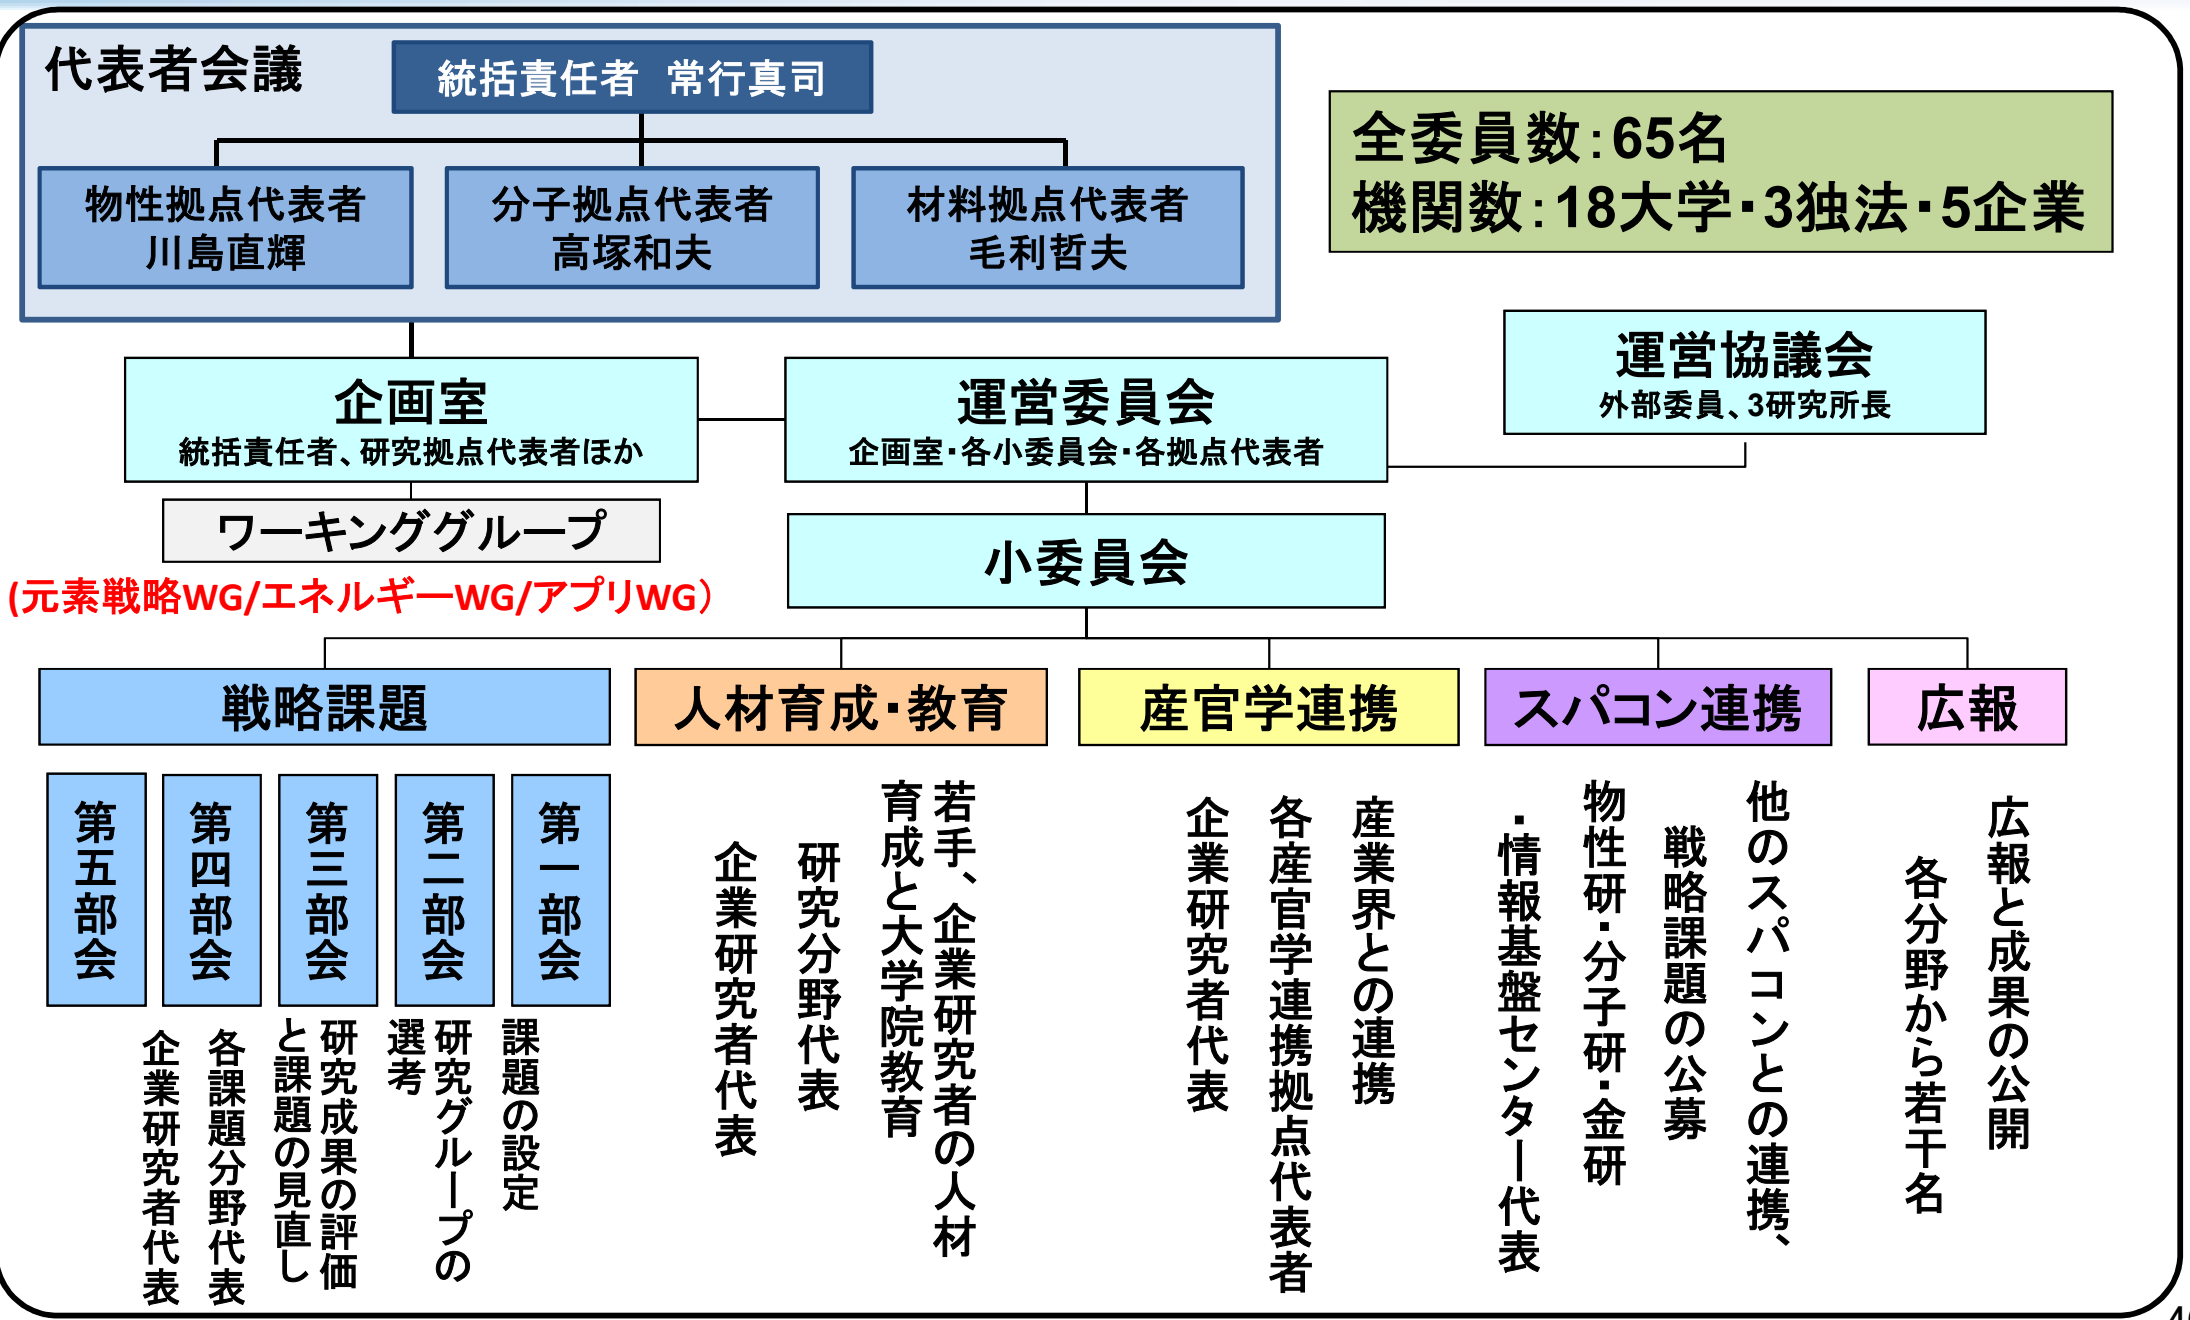 代表者会議
統括責任者　常行真司
物性拠点代表者
川島直輝
分子拠点代表者
高塚和夫
材料拠点代表者
毛利哲夫
全委員数：65名
機関数：18大学・3独法・5企業
運営協議会
外部委員、3研究所長
企画室
統括責任者、研究拠点代表者ほか
運営委員会
企画室・各小委員会・各拠点代表者
ワーキンググループ
(元素戦略WG/エネルギーWG/アプリWG）
小委員会
戦略課題
人材育成・教育
産官学連携
スパコン連携
広報
第一部会
第二部会
第三部会
第四部会
第五部会
課題の設定
研究グループの
選考
研究成果の評価
と課題の見直し
各課題分野代表
企業研究者代表
若手、企業研究者の人材
育成と大学院教育
研究分野代表
企業研究者代表
産業界との連携
各産官学連携拠点代表者
企業研究者代表
他のスパコンとの連携、
戦略課題の公募
物性研・分子研・金研
・情報基盤センター代表
広報と成果の公開
各分野から若干名